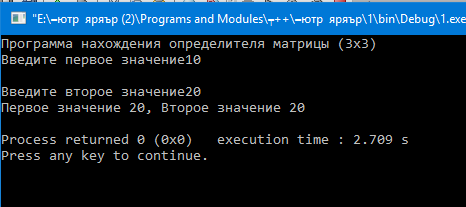 "E:\┬ютр  яряър (2)\Programs and Modules\┬++\┬ютр  яряър\1\bin\Debug\1.exe
Программа нахождения определителя матрицы (3x3)
Введите первое значение10
Введите второе значение20
Первое значение 20, Второе значение 20
Process returned 0 (0x0)   execution time : 2.709 s
Press any key to continue.